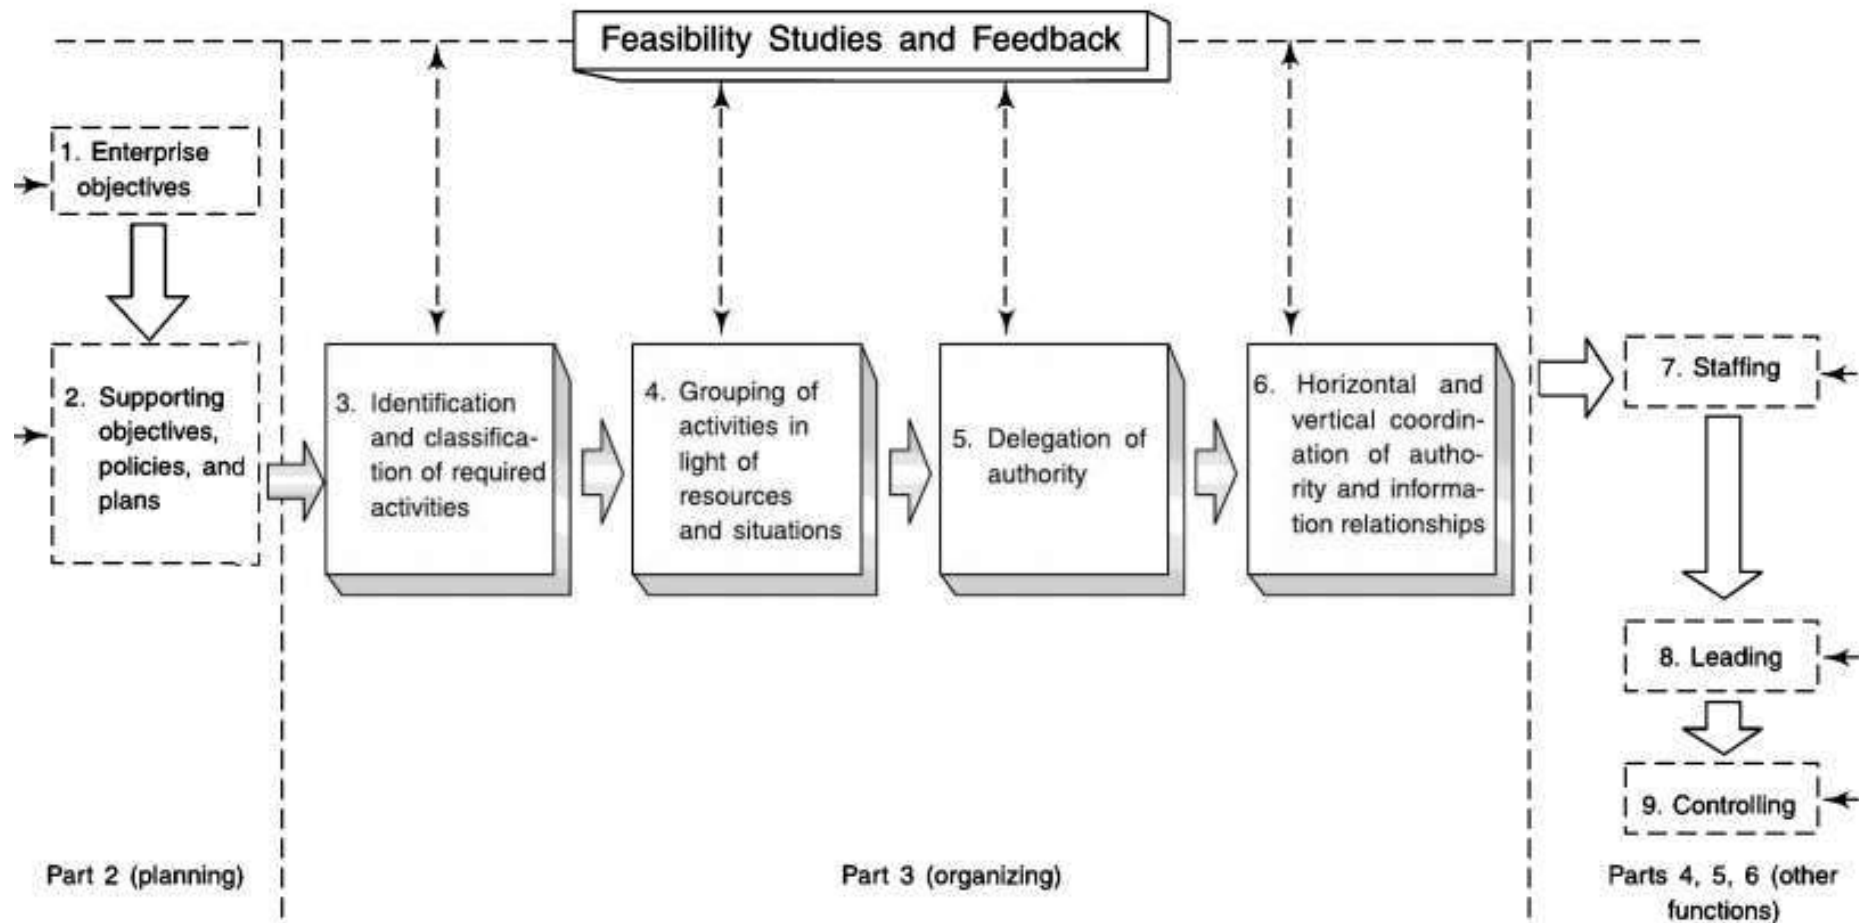 Feasibility Studies and Feedback
1. Enterprise
objectives
2. Supporting
objectives,
policies, and
plans
3. Identification
and classifica-
tion of required
activities
4. Grouping of
activities in
light of
resources
and situations
5. Delegation of
authority
6. Horizontal and
vertical coordin-
ation of autho-
rity and informa-
tion relationships
7. Staffing
8. Leading
9. Controlling
Part 2 (planning)
Part 3 (organizing)
Parts 4, 5, 6 (other
functions)